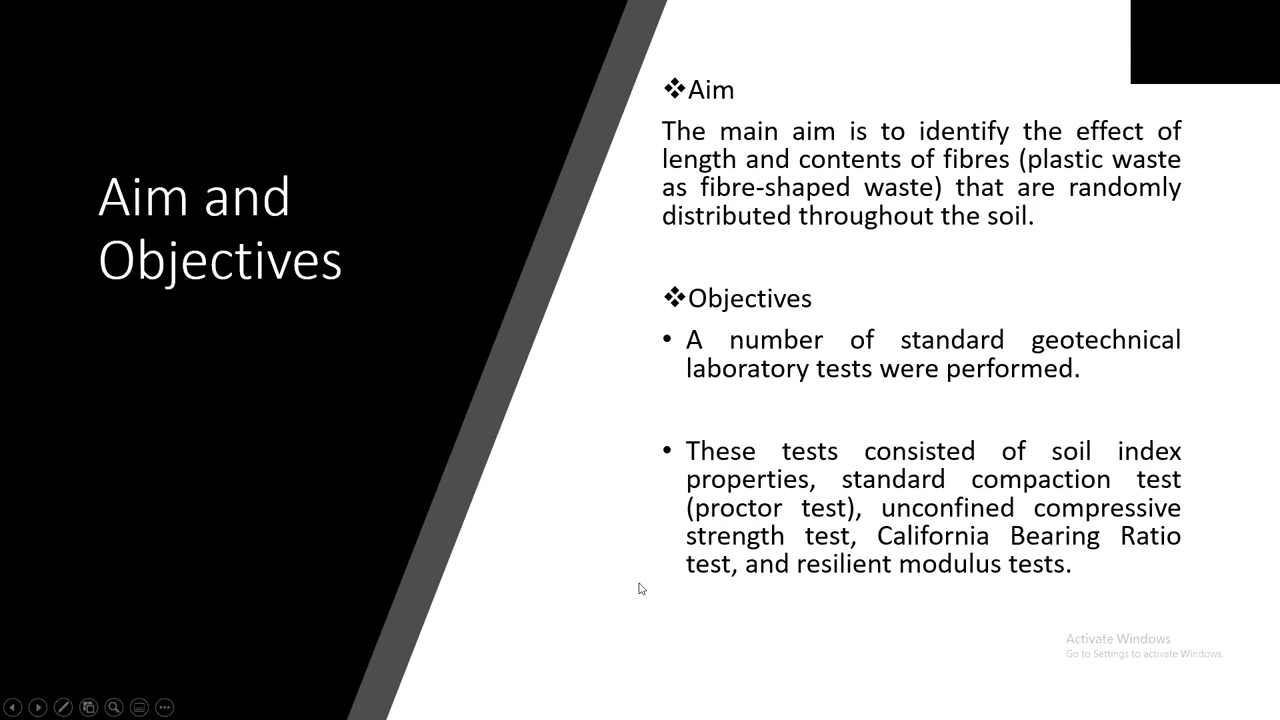 Aim and
Objectives
❖Aim
The main aim is to identify the effect of
length and contents of fibres (plastic waste
as fibre-shaped waste) that are randomly
distributed throughout the soil.
❖Objectives
• A number of standard geotechnical
laboratory tests were performed.
• These tests consisted of soil index
properties, standard compaction test
(proctor test), unconfined compressive
strength test, California Bearing Ratio
test, and resilient modulus tests.
Activate Windows
Go to Settings to activate Windows.